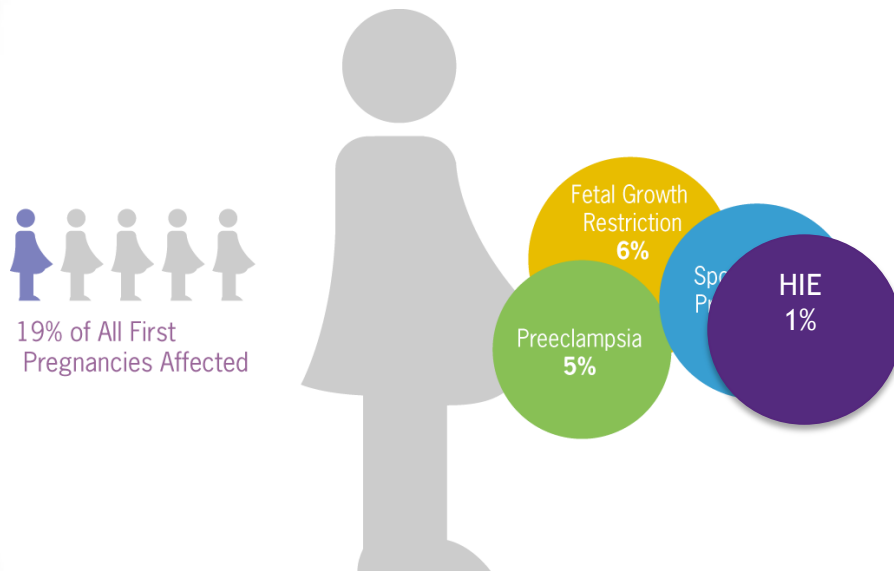 Fetal Growth
Restriction
6%
HIE
1%
Preeclampsia
5%
19% of All First
Pregnancies Affected